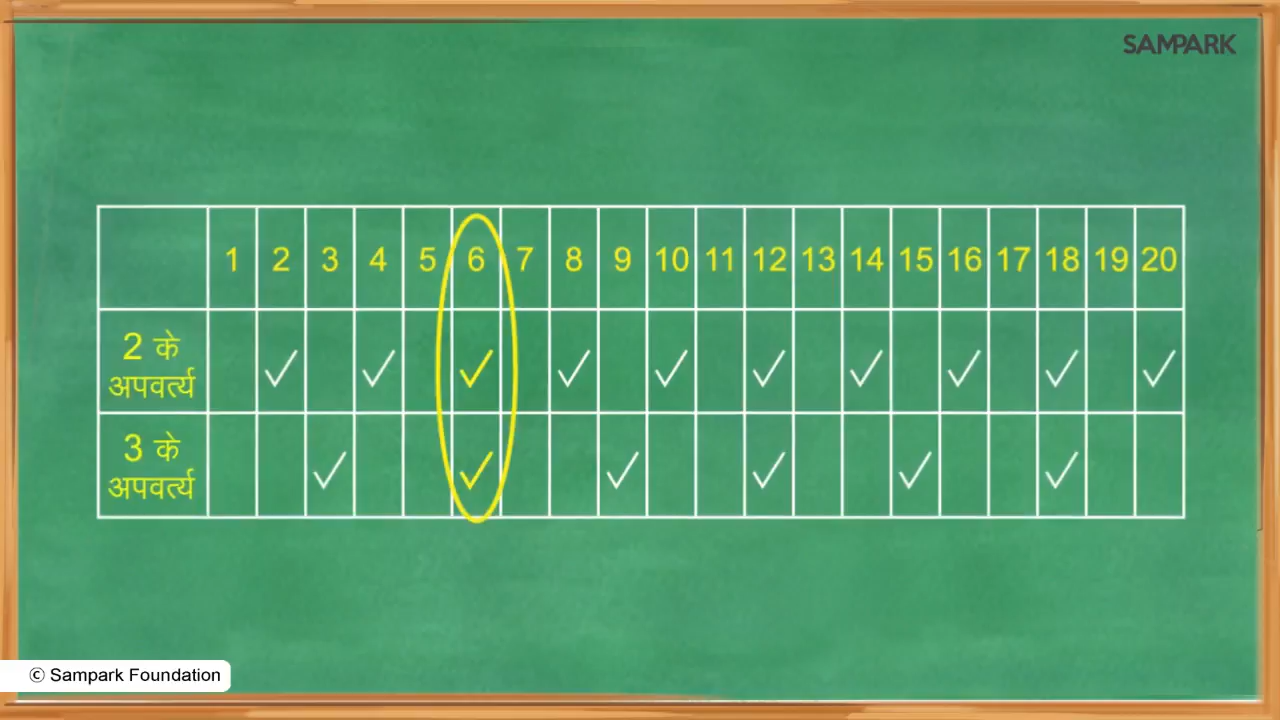 SAMPARK
1 2 3 4 5 6 7 8 9 10 11 12 13 14 15 16 17 18 19 20
2 के
अपवर्त्य
✓ ✓ ✓ ✓ ✓ ✓ ✓ ✓ ✓ ✓
3 के
अपवर्त्य
✓ ✓ ✓ ✓ ✓ ✓
© Sampark Foundation